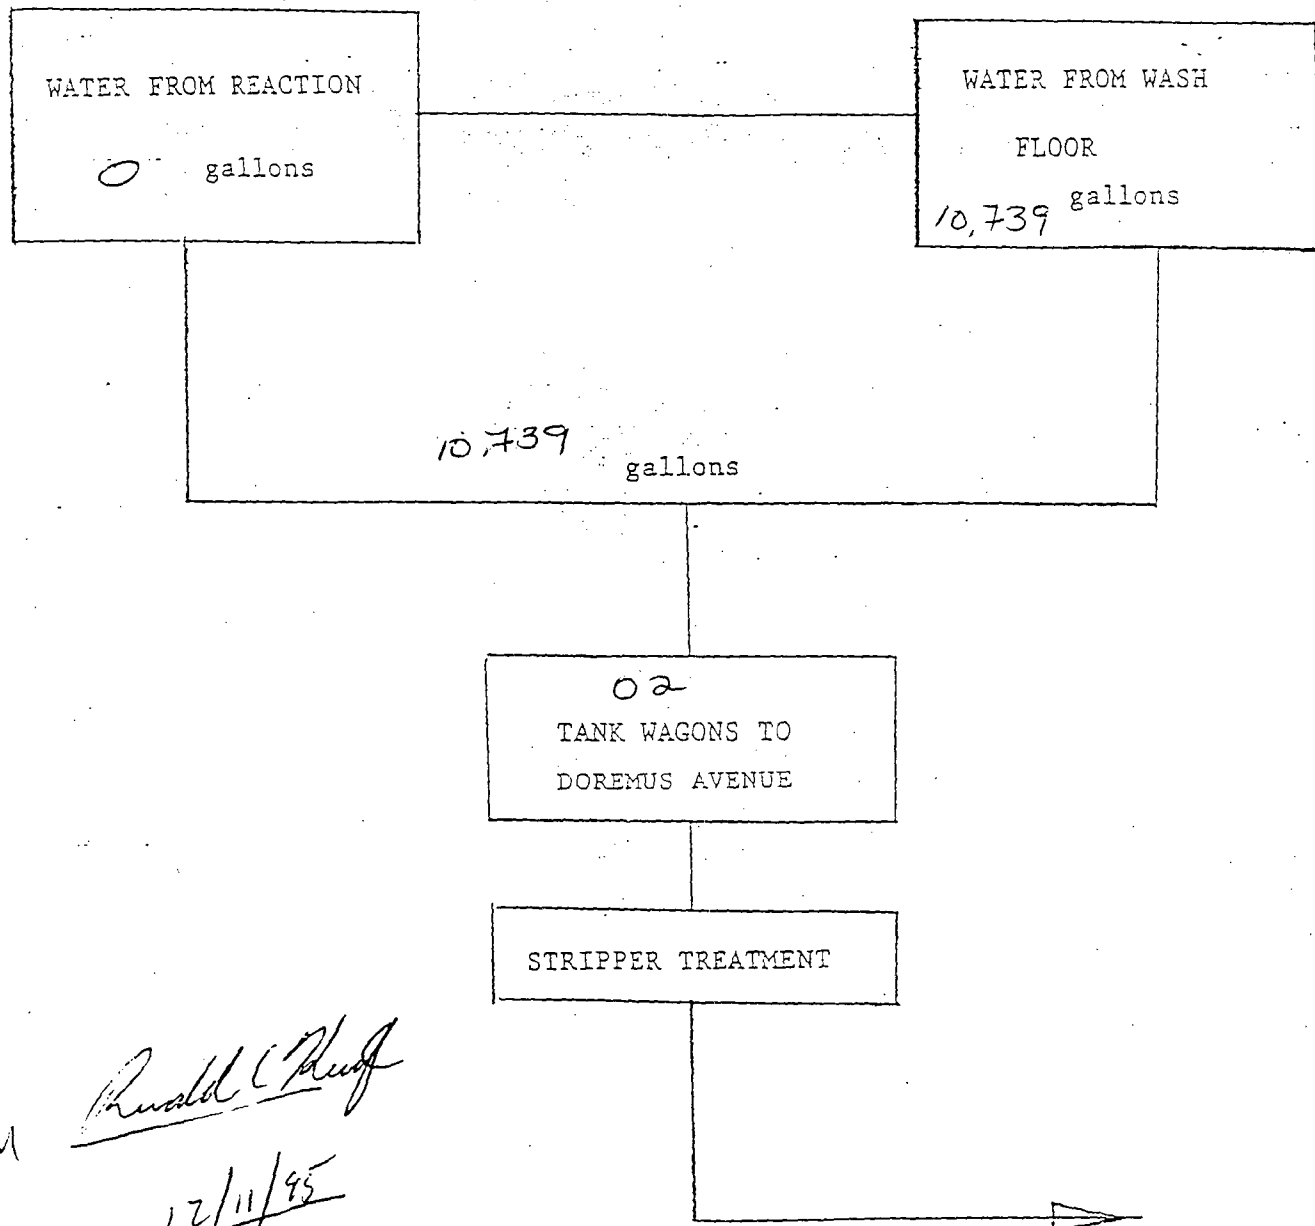 WATER FROM REACTION
0 gallons
WATER FROM WASH
FLOOR
10,739 gallons
10,739 gallons
02
TANK WAGONS TO
DOREMUS AVENUE
STRIPPER TREATMENT
12/11/95